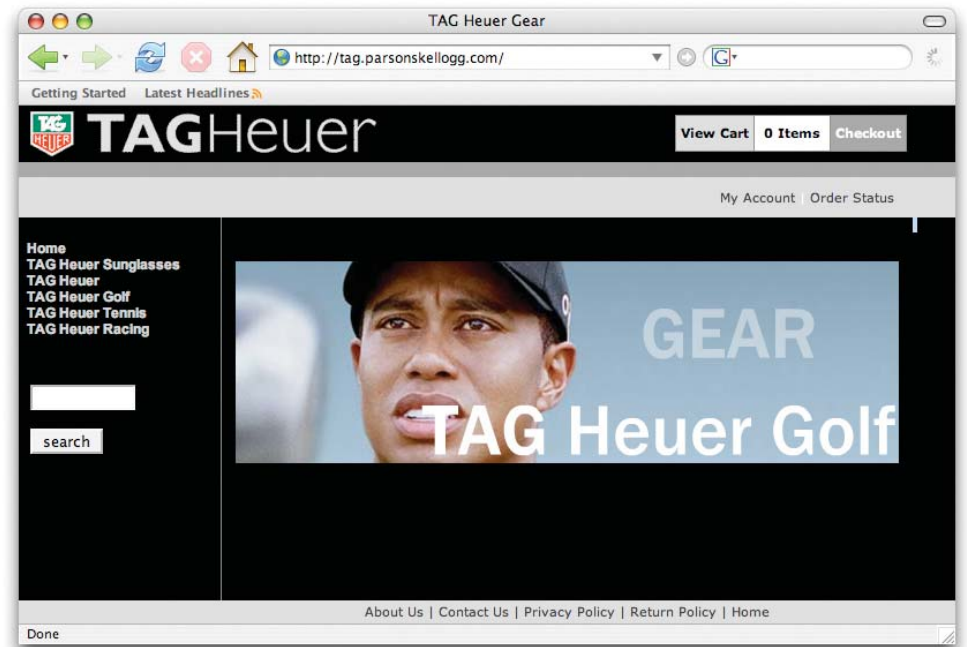 TAG Heuer Gear
http://tag.parsonskellogg.com/
G
Getting Started Latest Headlines
TAG HEUER
TAGHeuer
View Cart 0 Items Checkout
My Account Order Status
Home
TAG Heuer Sunglasses
TAG Heuer
TAG Heuer Golf
TAG Heuer Tennis
TAG Heuer Racing
GEAR
TAG Heuer Golf
search
About Us | Contact Us | Privacy Policy | Return Policy | Home
Done